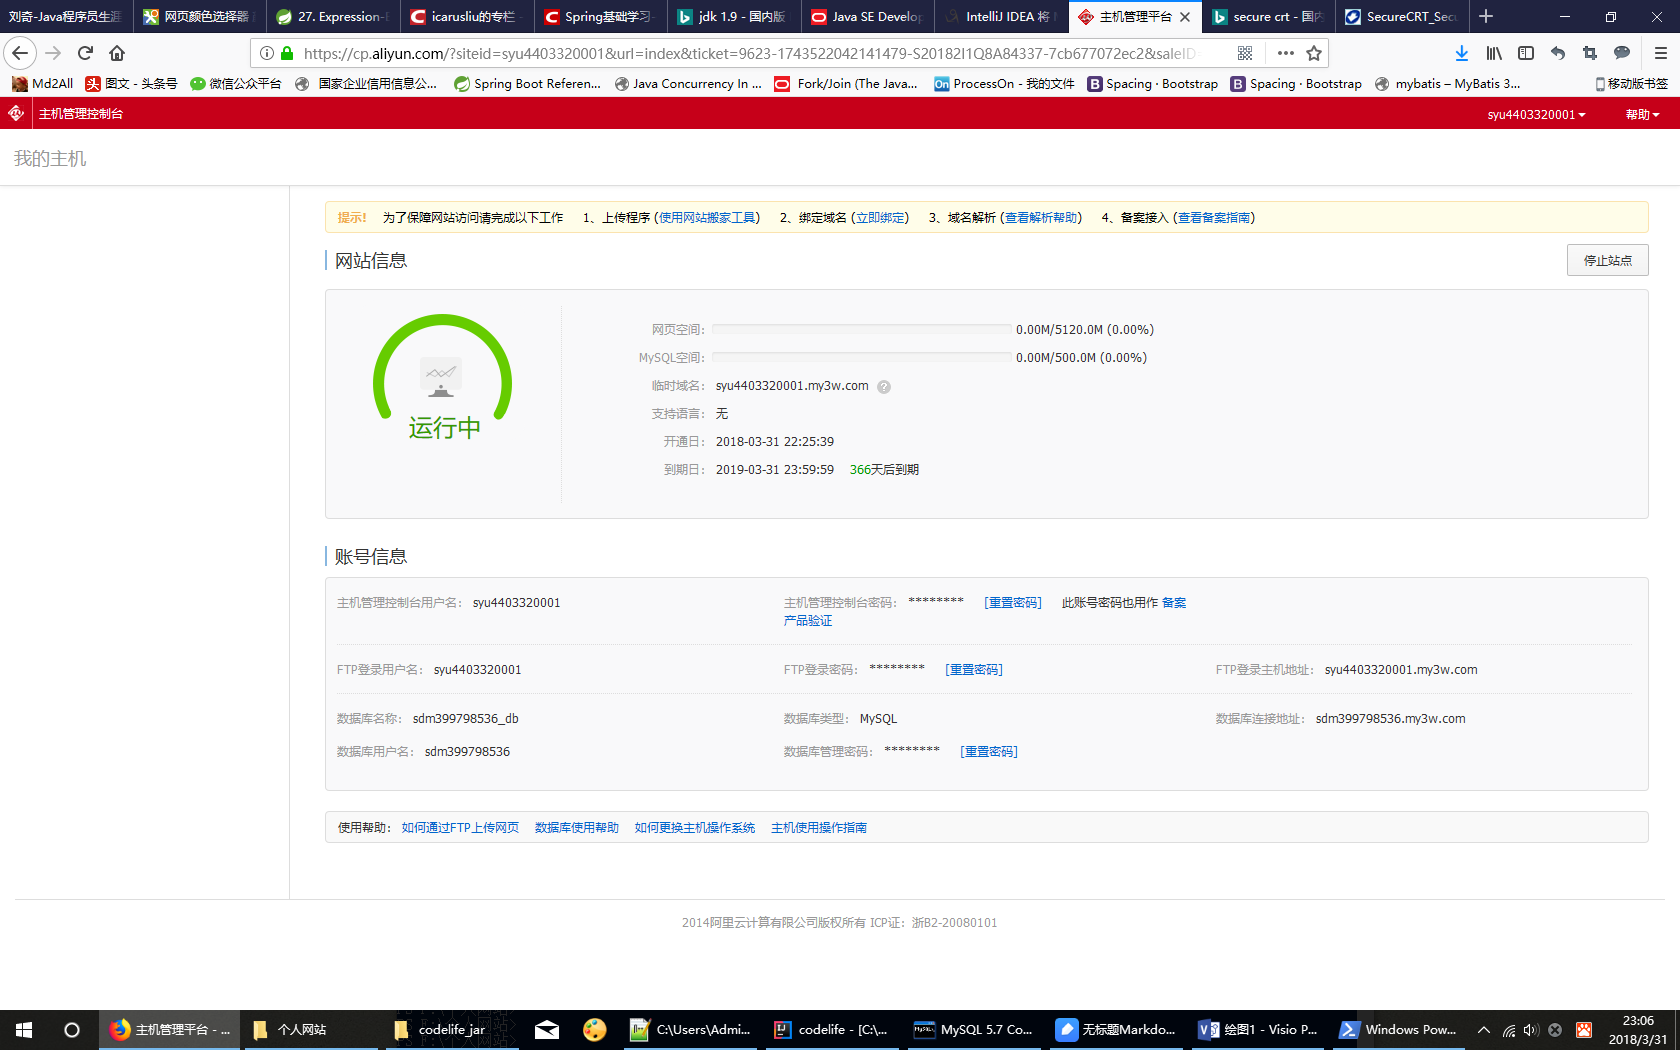 刘奇-Java程序员生涯 网页颜色选择器 27. Expression- icarusliu的专栏 - Spring基础学习- jdk 1.9 - 国内版 Java SE Develop IntelliJ IDEA 将 主机管理平台 secure crt - 国内 SecureCRT_Secu
https://cp.aliyun.com/?siteid=syu4403320001&url=index&ticket=9623-1743522042141479-S20182I1Q8A84337-7cb677072ec2&saleID
Md2All 图文 - 头条号 微信公众平台 国家企业信用信息公... Spring Boot Referen... Java Concurrency In ... Fork/Join (The Java... ProcessOn - 我的文件 Spacing · Bootstrap Spacing · Bootstrap mybatis – MyBatis 3... 移动版书签
主机管理控制台 syu4403320001 帮助
我的主机
提示! 为了保障网站访问请完成以下工作 1、上传程序 (使用网站搬家工具) 2、绑定域名 (立即绑定) 3、域名解析 (查看解析帮助) 4、备案接入 (查看备案指南)
网站信息 停止站点
运行中
网页空间: 0.00M/5120.0M (0.00%)
MySQL空间: 0.00M/500.0M (0.00%)
临时域名: syu4403320001.my3w.com ?
支持语言: 无
开通日: 2018-03-31 22:25:39
到期日: 2019-03-31 23:59:59 366天后到期
账号信息
主机管理控制台用户名: syu4403320001 主机管理控制台密码: ******** [重置密码] 此账号密码也用作 备案
产品验证
FTP登录用户名: syu4403320001 FTP登录密码: ******** [重置密码] FTP登录主机地址: syu4403320001.my3w.com
数据库名称: sdm399798536_db 数据库类型: MySQL 数据库连接地址: sdm399798536.my3w.com
数据库用户名: sdm399798536 数据库管理密码: ******** [重置密码]
使用帮助: 如何通过FTP上传网页 数据库使用帮助 如何更换主机操作系统 主机使用操作指南
2014阿里云计算有限公司版权所有 ICP证: 浙B2-20080101
主机管理平台 - ... 个人网站 codelife_jar C:\Users\Admi... codelife - [C:\... MySQL 5.7 Co... 无标题Markdo... 绘图1 - Visio P... Windows Pow... 23:06
2018/3/31